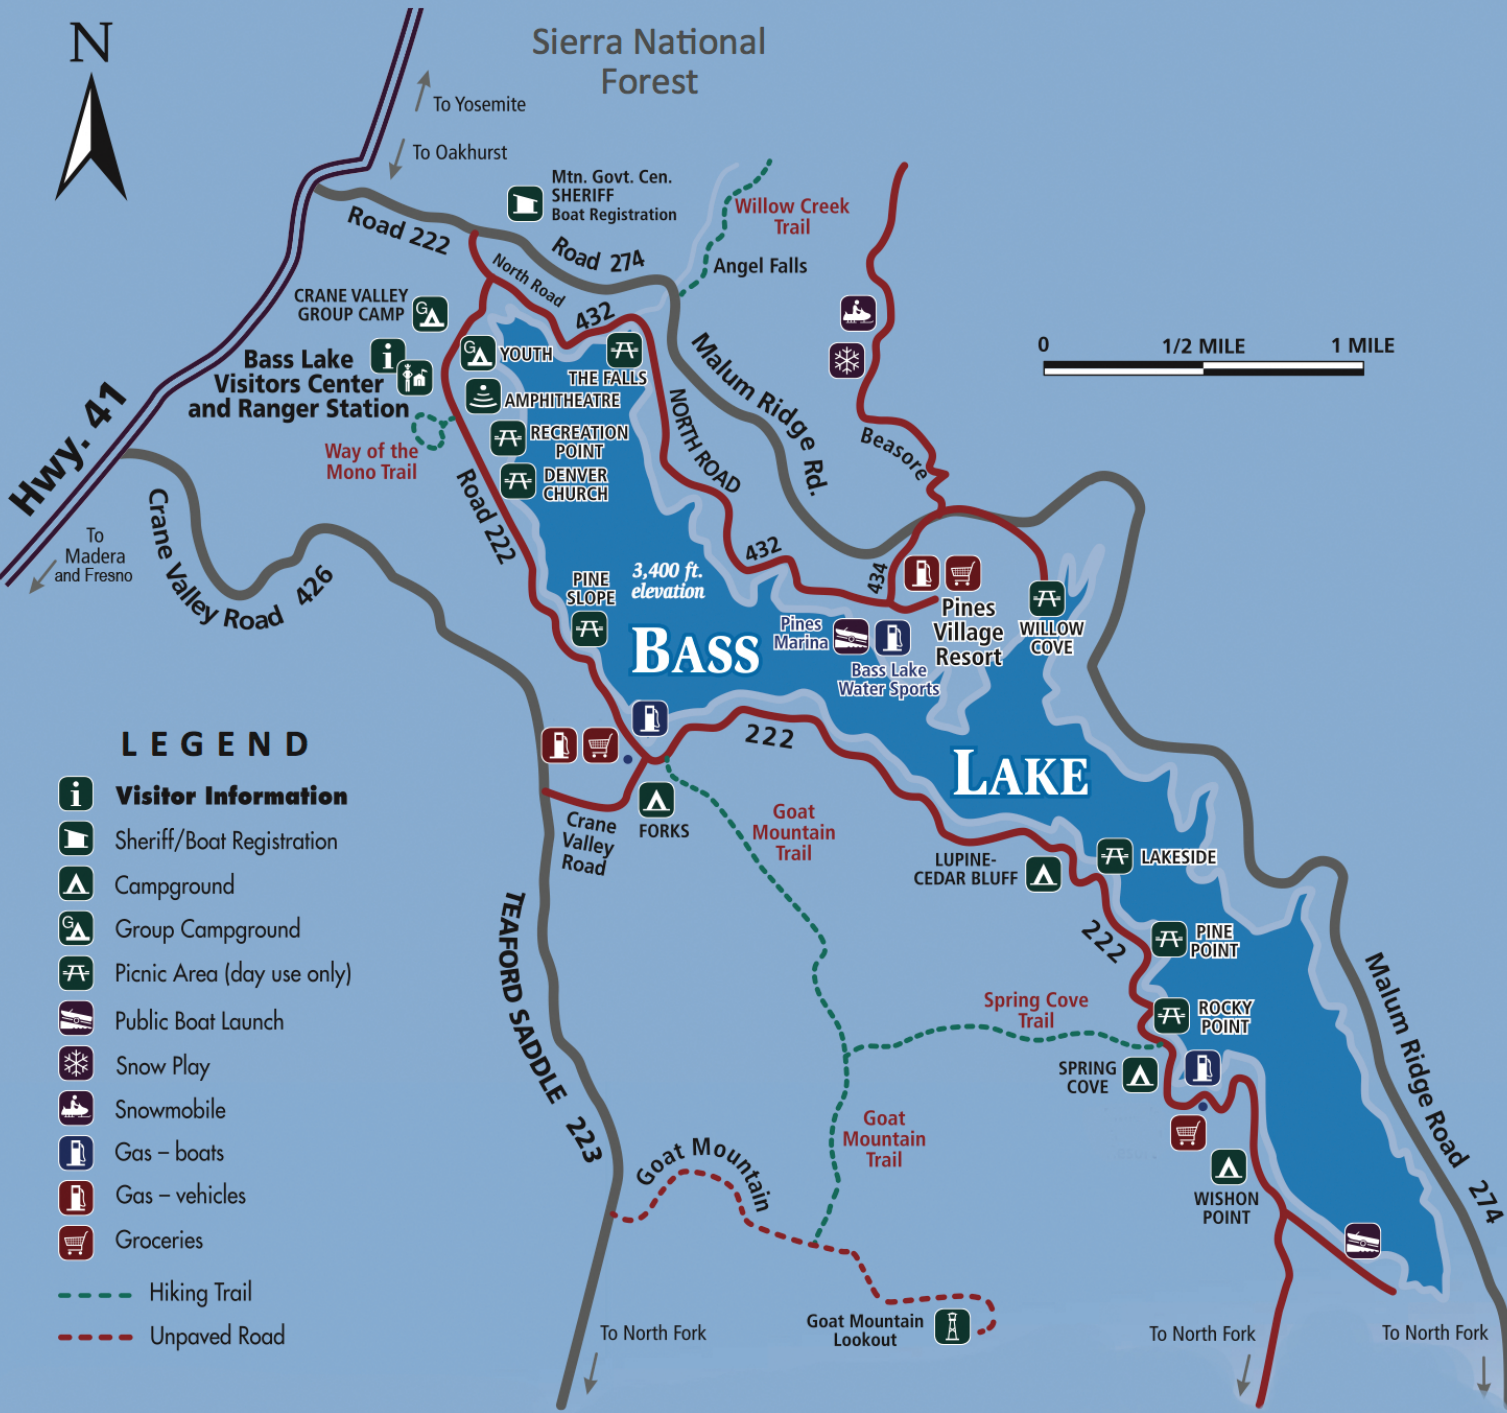 N
Sierra National
Forest
To Yosemite
To Oakhurst
Mtn. Govt. Cen.
SHERIFF
Boat Registration
Road 222
Road 274
Willow Creek
Trail
Angel Falls
North Road
432
CRANE VALLEY
GROUP CAMP
G
Bass Lake
Visitors Center
and Ranger Station
i
G
YOUTH
THE FALLS
AMPHITHEATRE
RECREATION
POINT
DENVER
CHURCH
Way of the
Mono Trail
Hwy. 41
Road 222
NORTH ROAD
Malum Ridge Rd.
Beasore
0
1/2 MILE
1 MILE
To
Madera
and Fresno
Crane Valley Road 426
432
434
3,400 ft.
elevation
PINE
SLOPE
BASS
Pines
Marina
Bass Lake
Water Sports
Pines
Village
Resort
WILLOW
COVE
222
LAKE
Crane
Valley
Road
FORKS
Goat
Mountain
Trail
LUPINE-
CEDAR BLUFF
LAKESIDE
222
PINE
POINT
ROCKY
POINT
Spring Cove
Trail
SPRING
COVE
TEAFORD SADDLE 223
Malum Ridge Road 274
Goat
Mountain
Trail
Goat Mountain
WISHON
POINT
Goat Mountain
Lookout
To North Fork
To North Fork
To North Fork
LEGEND
i
Visitor Information
Sheriff/Boat Registration
Campground
G
Group Campground
Picnic Area (day use only)
Public Boat Launch
Snow Play
Snowmobile
Gas – boats
Gas – vehicles
Groceries
Hiking Trail
Unpaved Road